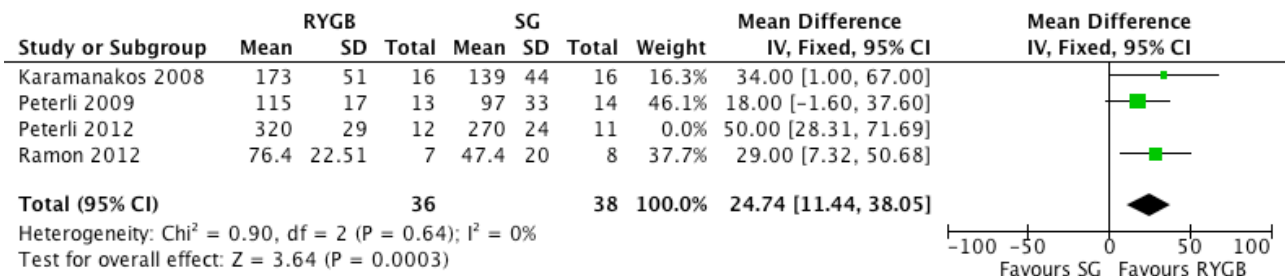 RYGB SG Mean Difference Mean Difference
Study or Subgroup Mean SD Total Mean SD Total Weight IV, Fixed, 95% CI IV, Fixed, 95% CI
Karamanakos 2008 173 51 16 139 44 16 16.3% 34.00 [1.00, 67.00]
Peterli 2009 115 17 13 97 33 14 46.1% 18.00 [−1.60, 37.60]
Peterli 2012 320 29 12 270 24 11 0.0% 50.00 [28.31, 71.69]
Ramon 2012 76.4 22.51 7 47.4 20 8 37.7% 29.00 [7.32, 50.68]
Total (95% CI) 36 38 100.0% 24.74 [11.44, 38.05]
Heterogeneity: Chi² = 0.90, df = 2 (P = 0.64); I² = 0%
Test for overall effect: Z = 3.64 (P = 0.0003)
−100 −50 0 50 100
Favours SG Favours RYGB